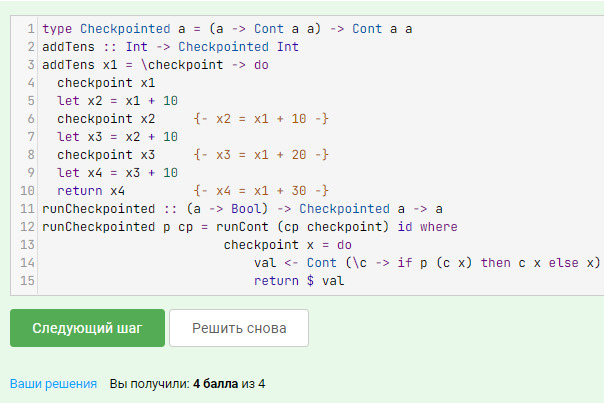 1 type Checkpointed a = (a -> Cont a a) -> Cont a a
2 addTens :: Int -> Checkpointed Int
3 addTens x1 = \checkpoint -> do
4   checkpoint x1
5   let x2 = x1 + 10
6   checkpoint x2     {- x2 = x1 + 10 -}
7   let x3 = x2 + 10
8   checkpoint x3     {- x3 = x1 + 20 -}
9   let x4 = x3 + 10
10   return x4         {- x4 = x1 + 30 -}
11 runCheckpointed :: (a -> Bool) -> Checkpointed a -> a
12 runCheckpointed p cp = runCont (cp checkpoint) id where
13                         checkpoint x = do
14                             val <- Cont (\c -> if p (c x) then c x else x)
15                             return $ val
Следующий шаг Решить снова
Ваши решения Вы получили: 4 балла из 4